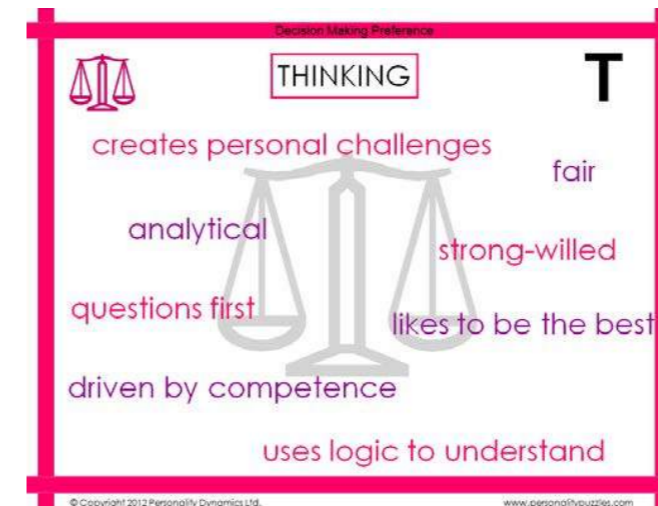 Decision Making Preference
THINKING
T
creates personal challenges
fair
analytical
strong-willed
questions first
likes to be the best
driven by competence
uses logic to understand
© Copyright 2012 Personality Dynamics Ltd.
www.personalitypuzzles.com